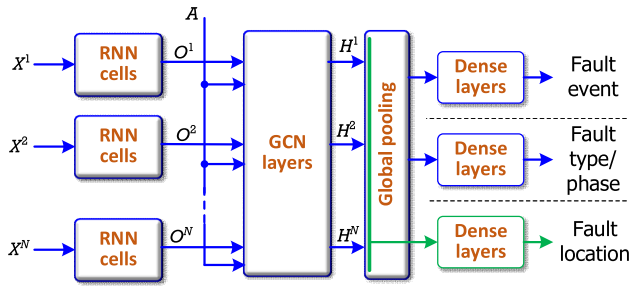 A
X¹
RNN
cells
O¹
X²
RNN
cells
O²
Xᴺ
RNN
cells
Oᴺ
GCN
layers
H¹
H²
Hᴺ
Global pooling
Dense
layers
Fault
event
Dense
layers
Fault
type/
phase
Dense
layers
Fault
location